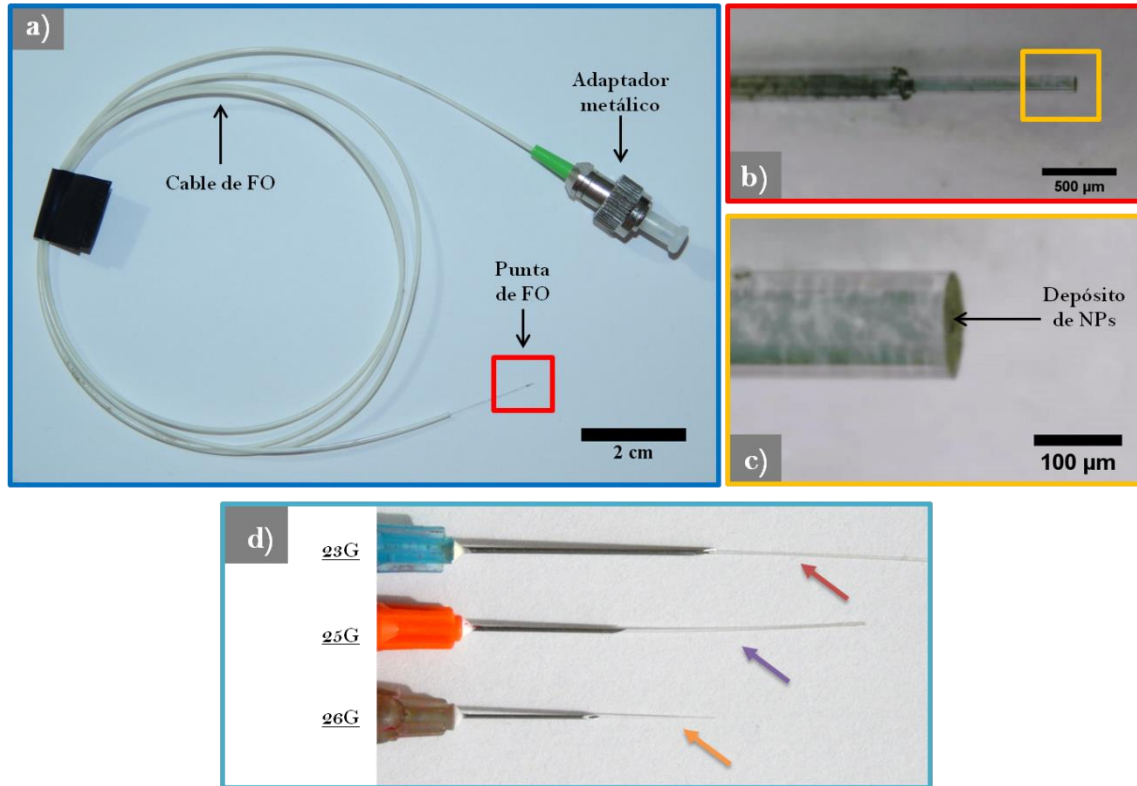 a)
Adaptador
metálico
Cable de FO
Punta
de FO
2 cm
b)
500 µm
Depósito
de NPs
c)
100 µm
d)
23G
25G
26G